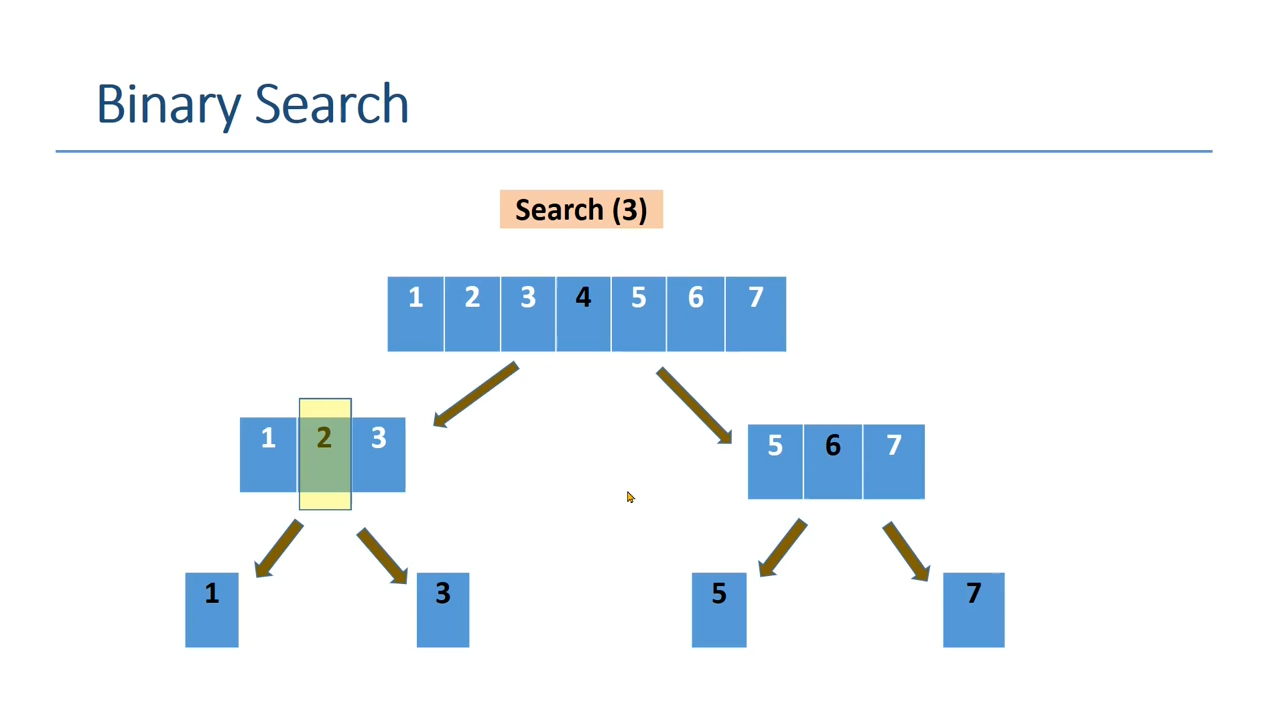 Binary Search
Search (3)
1 2 3 4 5 6 7
1 2 3
5 6 7
1 3 5 7